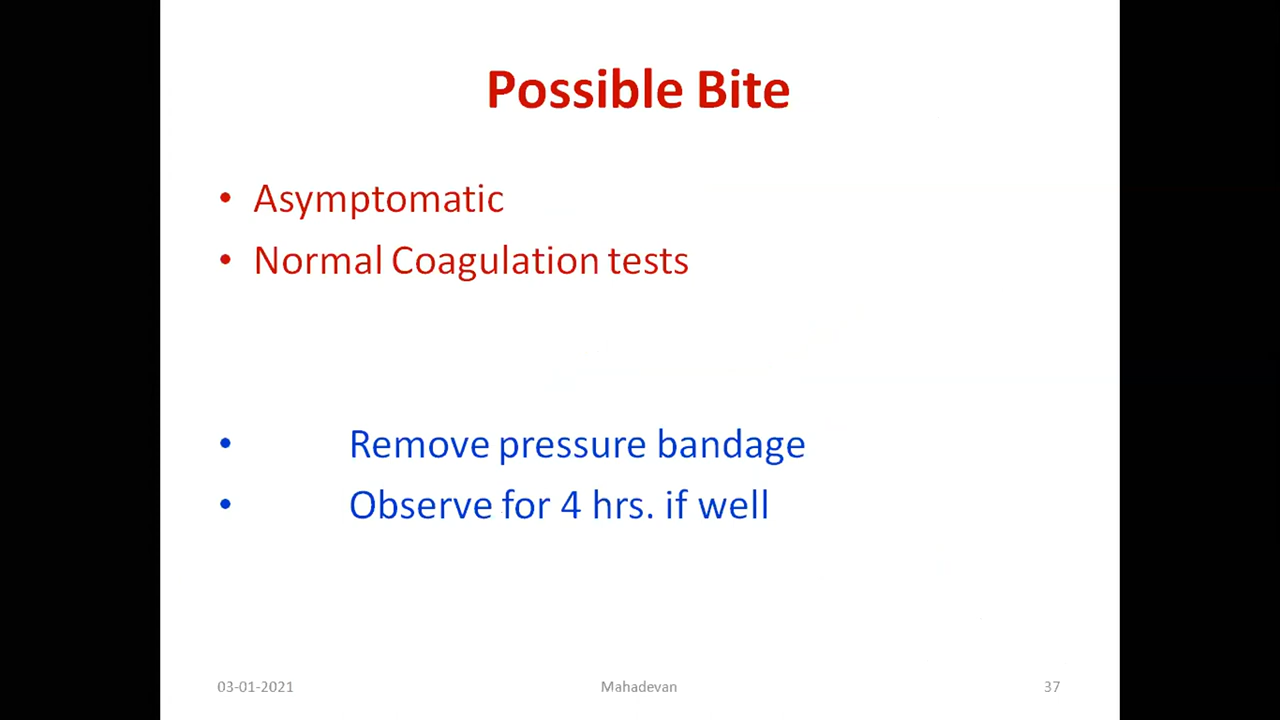 Possible Bite
• Asymptomatic
• Normal Coagulation tests
• Remove pressure bandage
• Observe for 4 hrs. if well
03-01-2021 Mahadevan 37